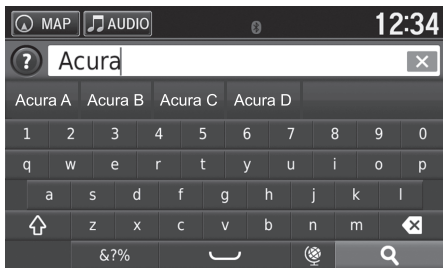 MAP AUDIO 12:34
? Acura
Acura A Acura B Acura C Acura D
1 2 3 4 5 6 7 8 9 0
q w e r t y u i o p
a s d f g h j k l
z x c v b n m
&?%